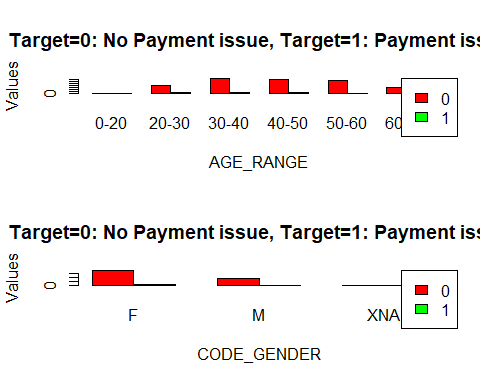 Target=0: No Payment issue, Target=1: Payment iss
Values
0
0-20 20-30 30-40 40-50 50-60 60
AGE_RANGE
0
1
Target=0: No Payment issue, Target=1: Payment iss
Values
0
F M XNA
CODE_GENDER
0
1